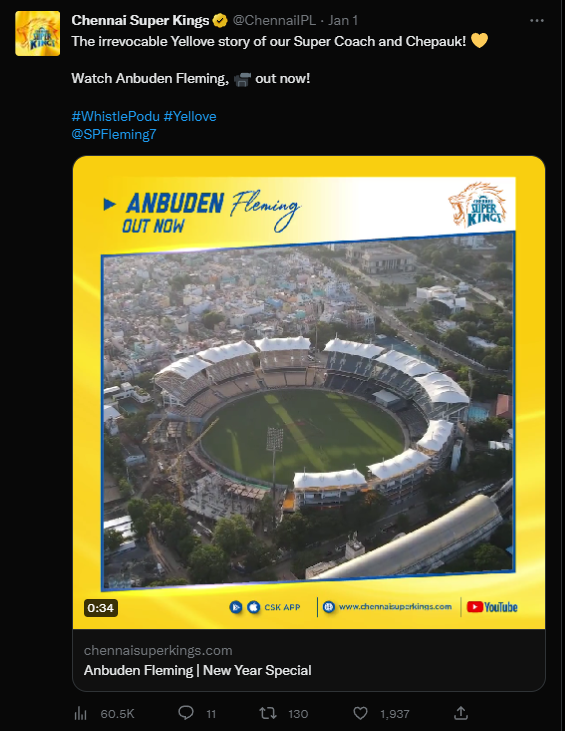 Chennai Super Kings @ChennaiIPL · Jan 1
The irrevocable Yellove story of our Super Coach and Chepauk! 💛
Watch Anbuden Fleming, 📹 out now!
#WhistlePodu #Yellove
@SPFleming7
ANBUDEN Fleming
OUT NOW
CHENNAI
SUPER
KINGS
0:34
CSK APP
www.chennaisuperkings.com
YouTube
chennaisuperkings.com
Anbuden Fleming | New Year Special
60.5K 11 130 1,937